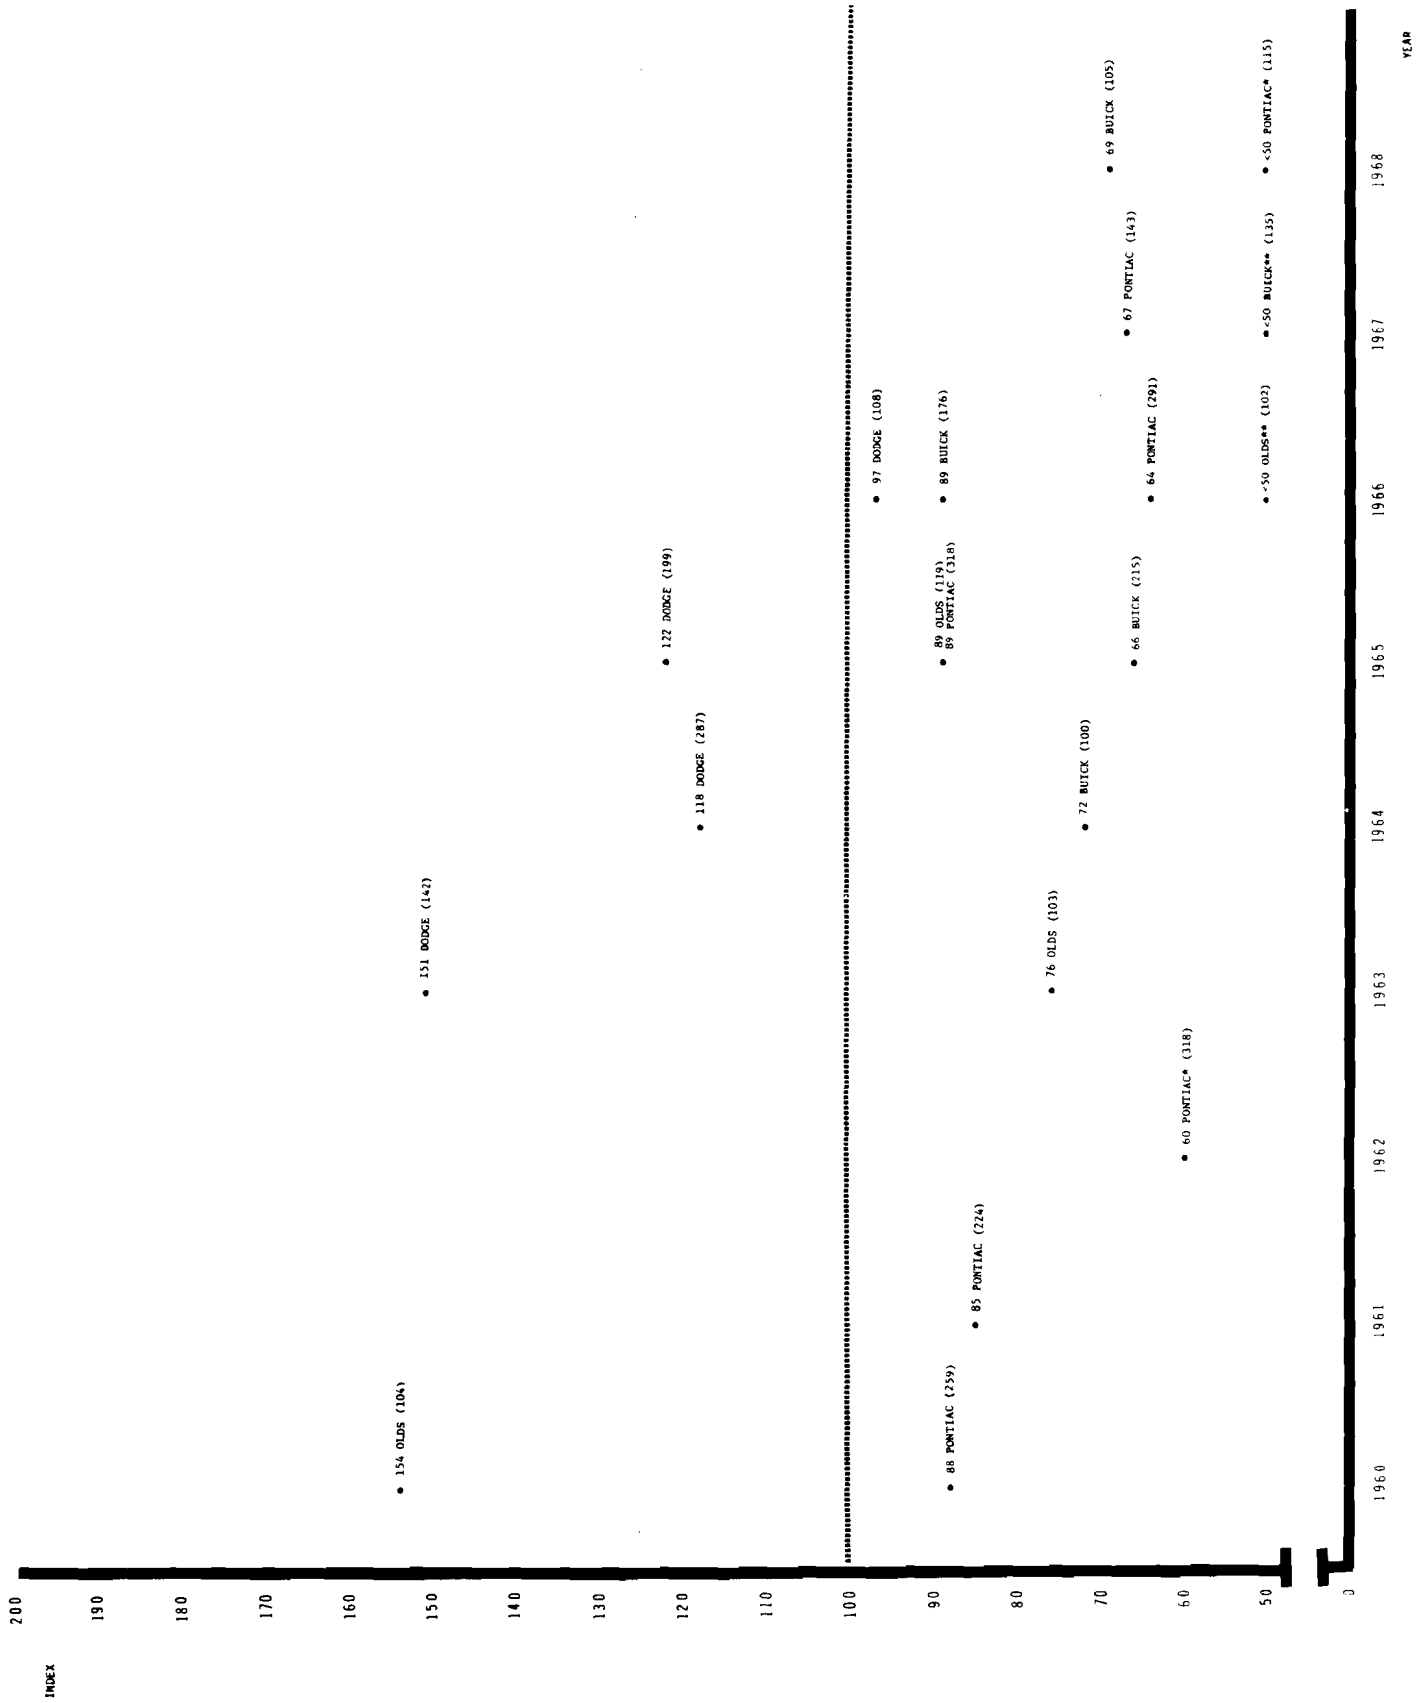 INDEX
200
190
180
170
160
150
140
130
120
110
100
90
80
70
60
50
0
154 OLDS (104)
151 DODGE (142)
122 DODGE (199)
118 DODGE (287)
97 DODGE (108)
89 BUICK (176)
89 OLDS (119)
89 PONTIAC (318)
88 PONTIAC (259)
85 PONTIAC (224)
76 OLDS (103)
72 BUICK (100)
69 BUICK (105)
67 PONTIAC (143)
66 BUICK (215)
64 PONTIAC (291)
60 PONTIAC* (318)
<50 OLDS** (102)
<50 BUICK** (135)
<50 PONTIAC* (115)
1960
1961
1962
1963
1964
1965
1966
1967
1968
YEAR